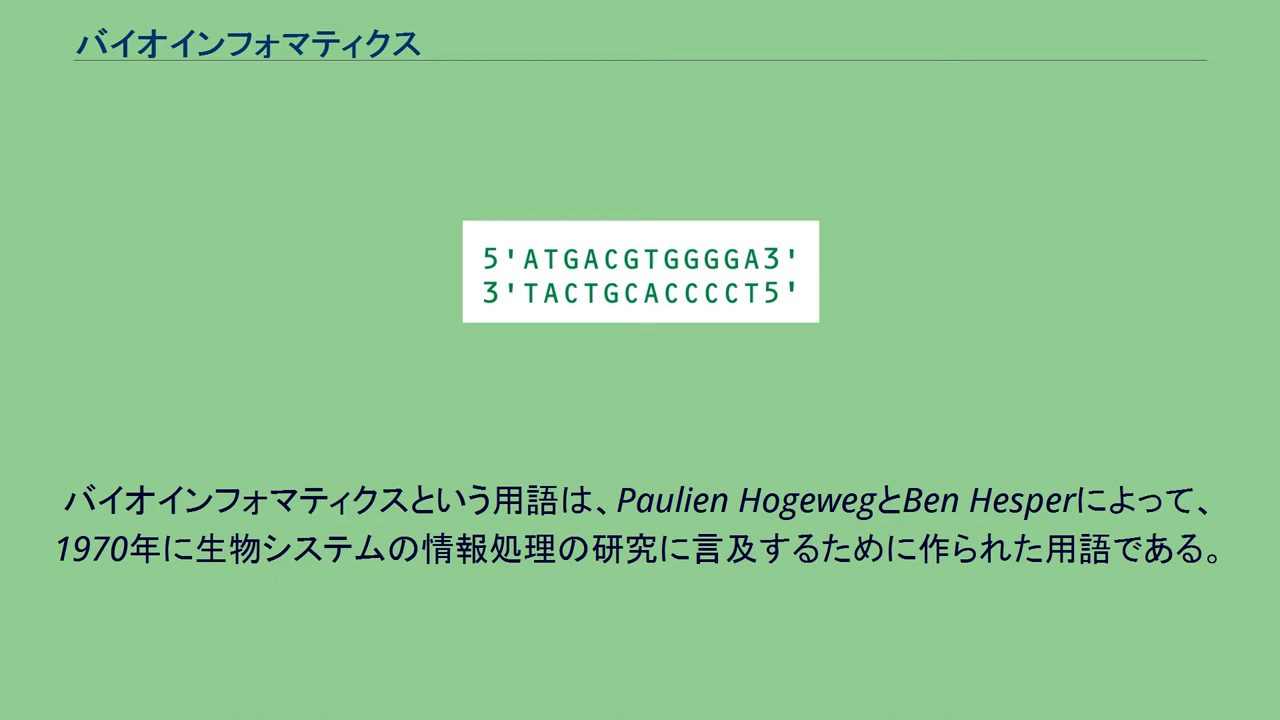 バイオインフォマティクス
5'ATGACGTGGGGA3'
3'TACTGCACCCCT5'
バイオインフォマティクスという用語は、Paulien HogewegとBen Hesperによって、
1970年に生物システムの情報処理の研究に言及するために作られた用語である。